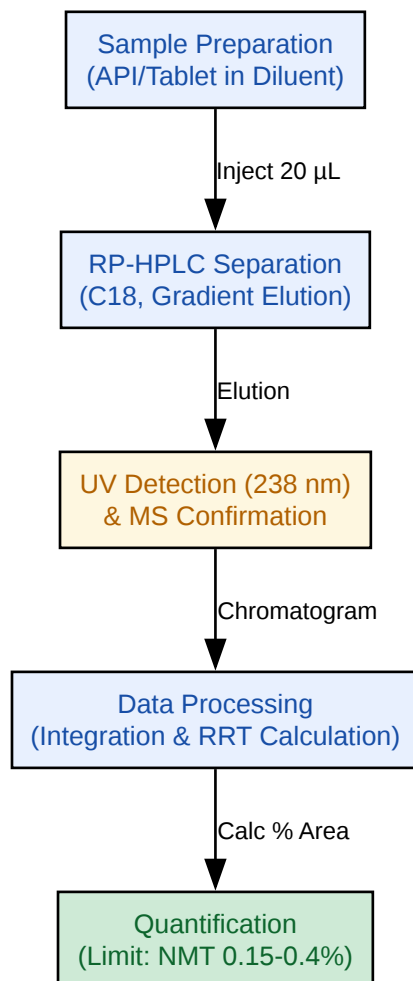 Sample Preparation
(API/Tablet in Diluent)
Inject 20 µL
RP-HPLC Separation
(C18, Gradient Elution)
Elution
UV Detection (238 nm)
& MS Confirmation
Chromatogram
Data Processing
(Integration & RRT Calculation)
Calc % Area
Quantification
(Limit: NMT 0.15-0.4%)